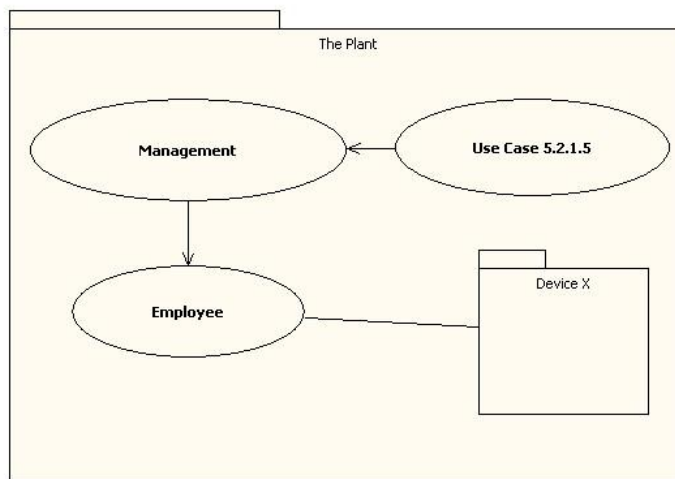 The Plant
Management
Use Case 5.2.1.5
Employee
Device X